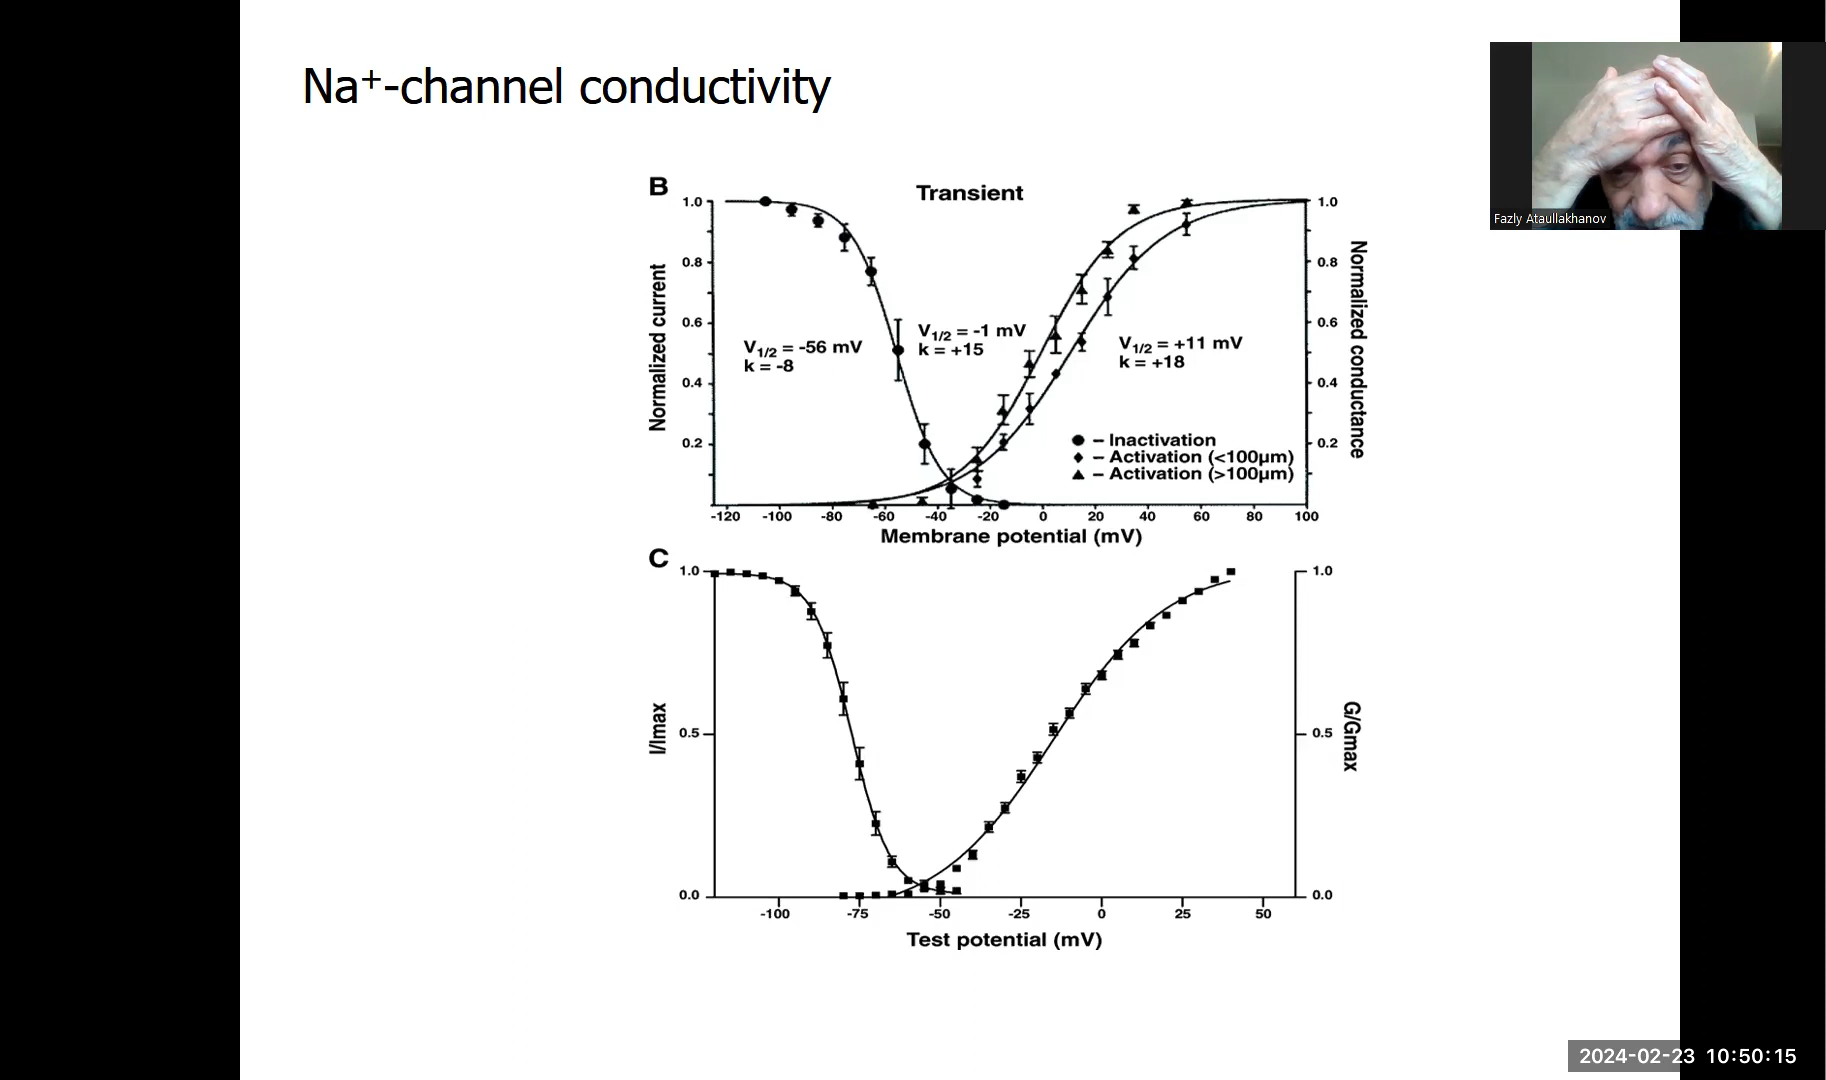 Na⁺-channel conductivity
Fazly Ataullakhanov
B
Transient
1.0
0.8
0.6
0.4
0.2
Normalized current
1.0
0.8
0.6
0.4
0.2
Normalized conductance
V1/2 = -56 mV
k = -8
V1/2 = -1 mV
k = +15
V1/2 = +11 mV
k = +18
– Inactivation
– Activation (<100µm)
– Activation (>100µm)
-120 -100 -80 -60 -40 -20 0 20 40 60 80 100
Membrane potential (mV)
C
1.0
0.5
0.0
I/Imax
1.0
0.5
0.0
G/Gmax
-100 -75 -50 -25 0 25 50
Test potential (mV)
2024-02-23 10:50:15